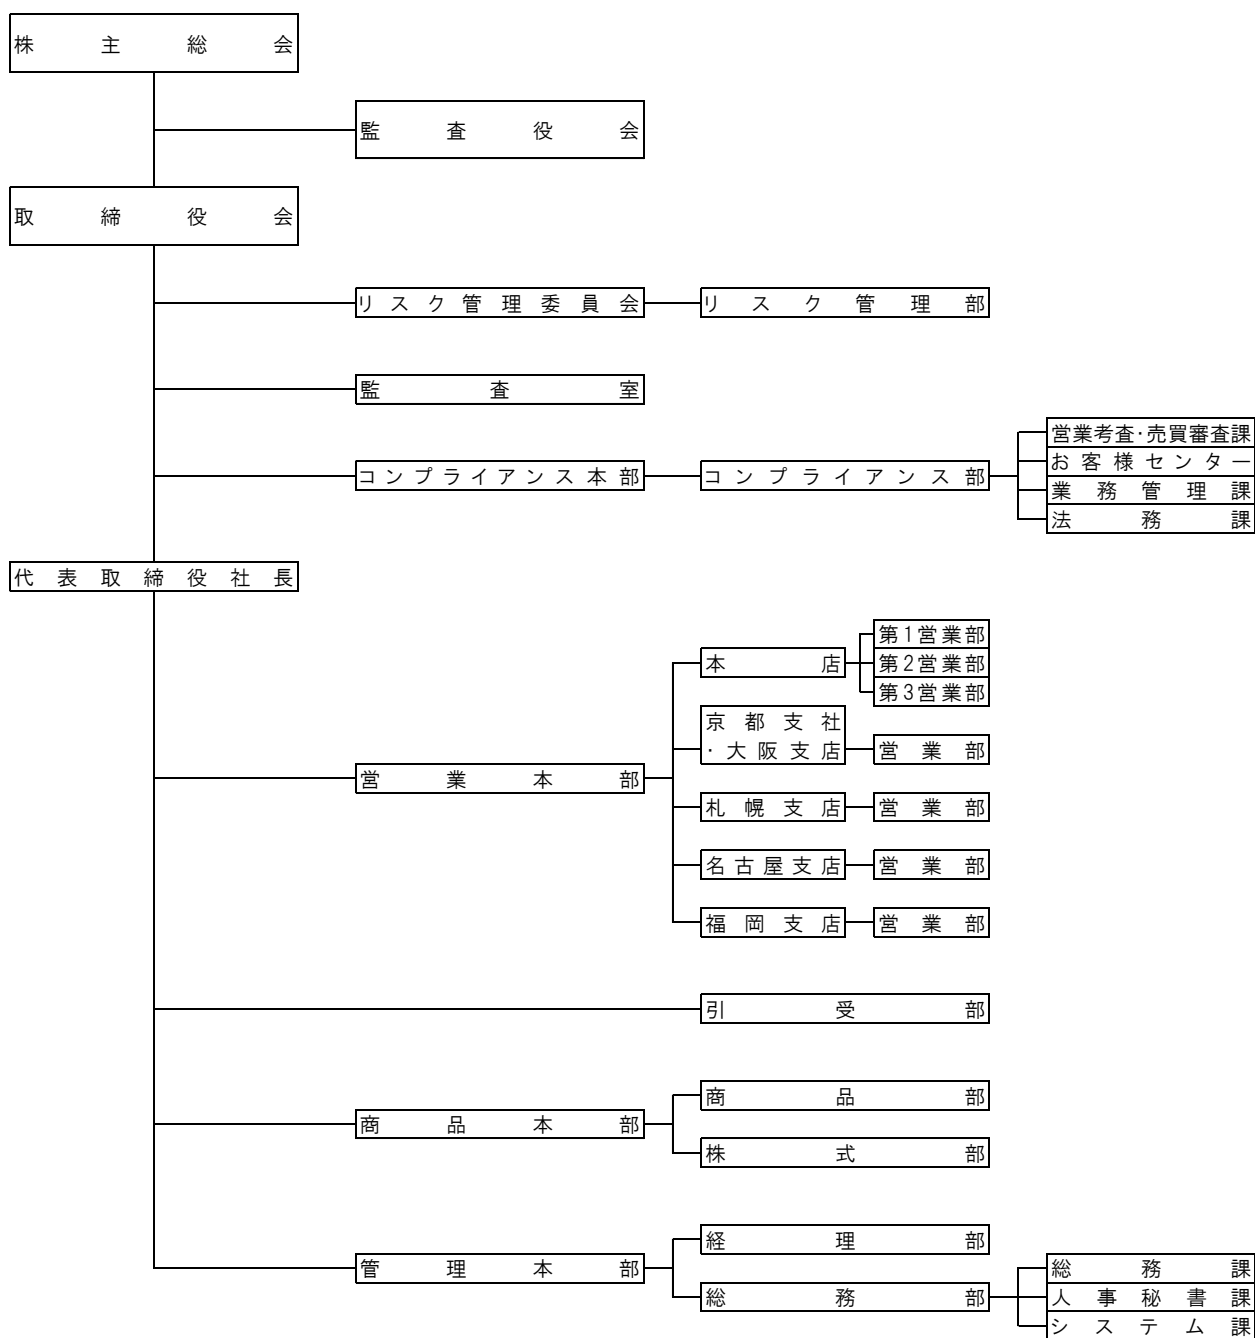 株主総会
監査役会
取締役会
リスク管理委員会
リスク管理部
監査室
コンプライアンス本部
コンプライアンス部
営業考査・売買審査課
お客様センター
業務管理課
法務課
代表取締役社長
営業本部
本店
第1営業部
第2営業部
第3営業部
京都支社
・大阪支店
営業部
札幌支店
営業部
名古屋支店
営業部
福岡支店
営業部
引受部
商品本部
商品部
株式部
管理本部
経理部
総務部
総務課
人事秘書課
システム課